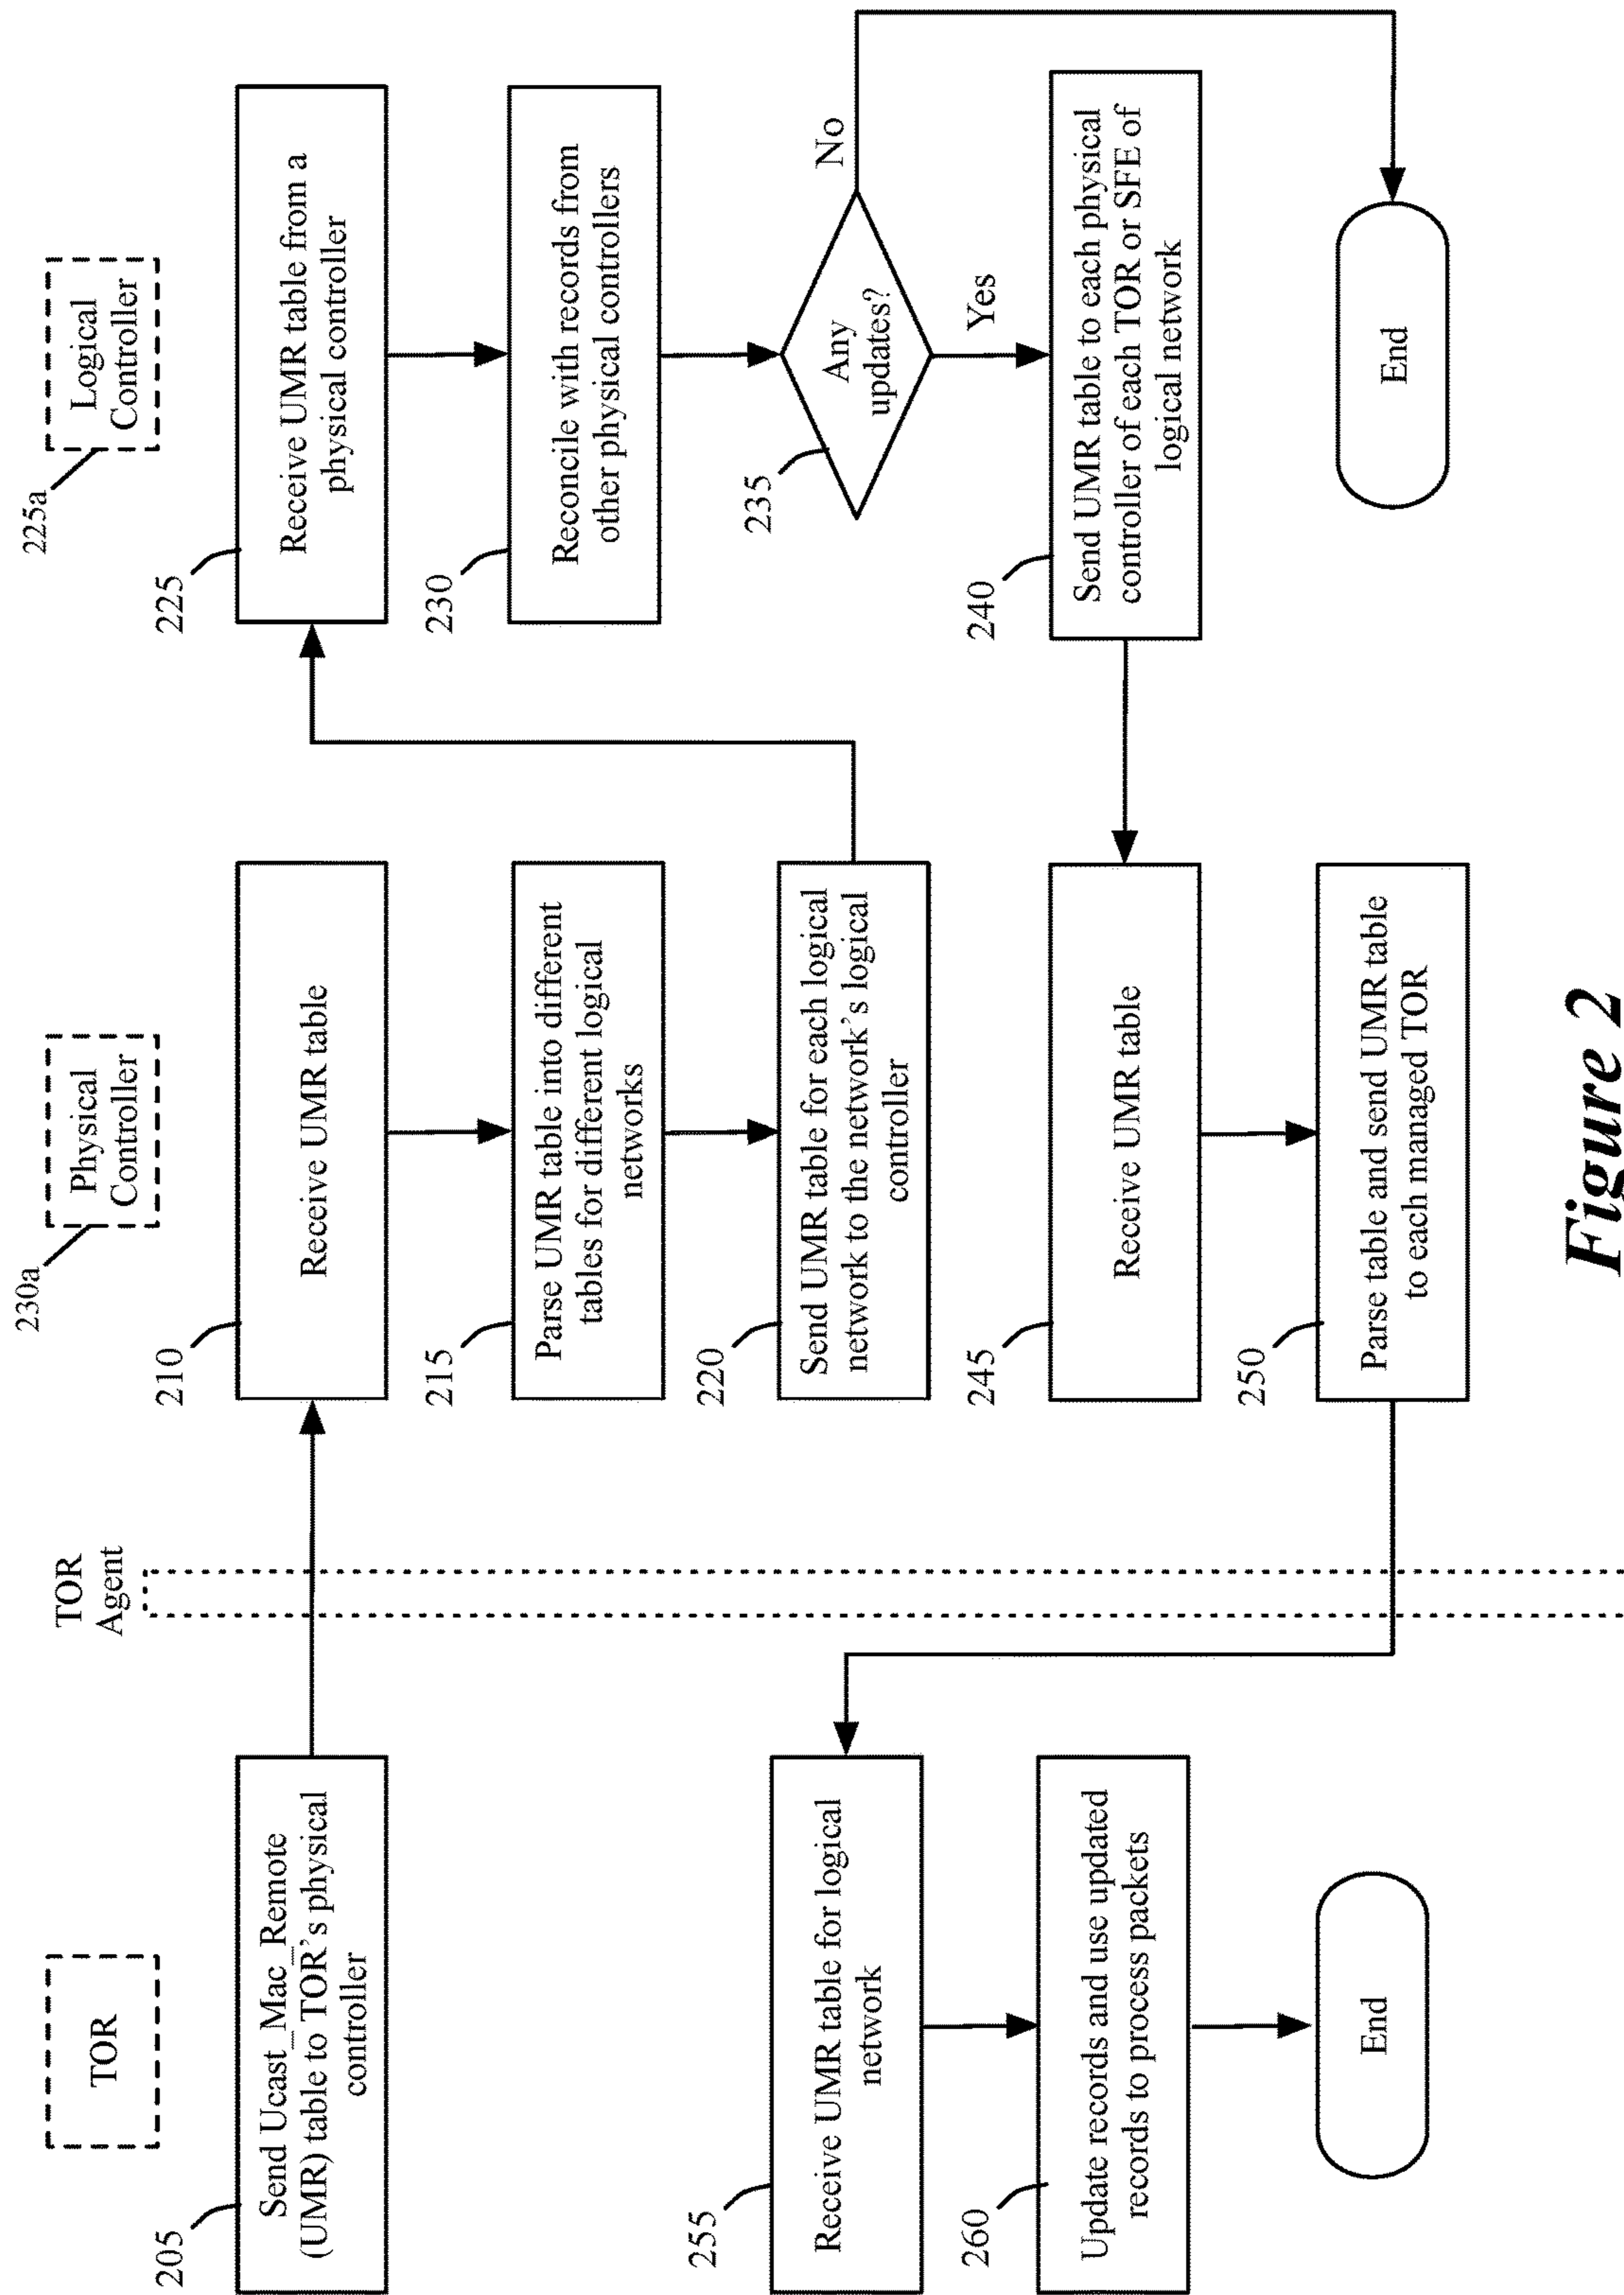 TOR
TOR
Agent
Physical
Controller
230a
Logical
Controller
225a
205
Send Ucast_Mac_Remote
(UMR) table to TOR’s physical
controller
210
Receive UMR table
215
Parse UMR table into different
tables for different logical
networks
220
Send UMR table for each logical
network to the network’s logical
controller
225
Receive UMR table from a
physical controller
230
Reconcile with records from
other physical controllers
235
Any
updates?
No
Yes
240
Send UMR table to each physical
controller of each TOR or SFE of
logical network
End
245
Receive UMR table
250
Parse table and send UMR table
to each managed TOR
255
Receive UMR table for logical
network
260
Update records and use updated
records to process packets
End
Figure 2